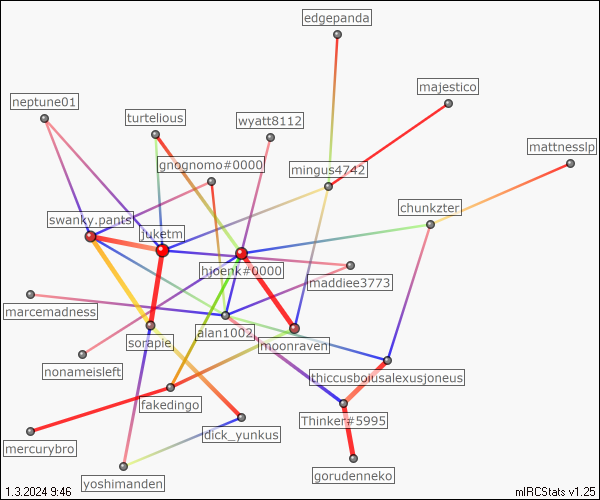 edgepanda
majestico
neptune01
turtelious
wyatt8112
mattnesslp
gnognomo#0000
mingus4742
chunkzter
swanky.pants
juketm
hjoenk#0000
maddiee3773
marcemadness
alan1002
sorapie
moonraven
nonameisleft
thiccusboiusalexusjoneus
fakedingo
Thinker#5995
dick_yunkus
mercurybro
gorudenneko
yoshimanden
1.3.2024 9:46
mIRCStats v1.25